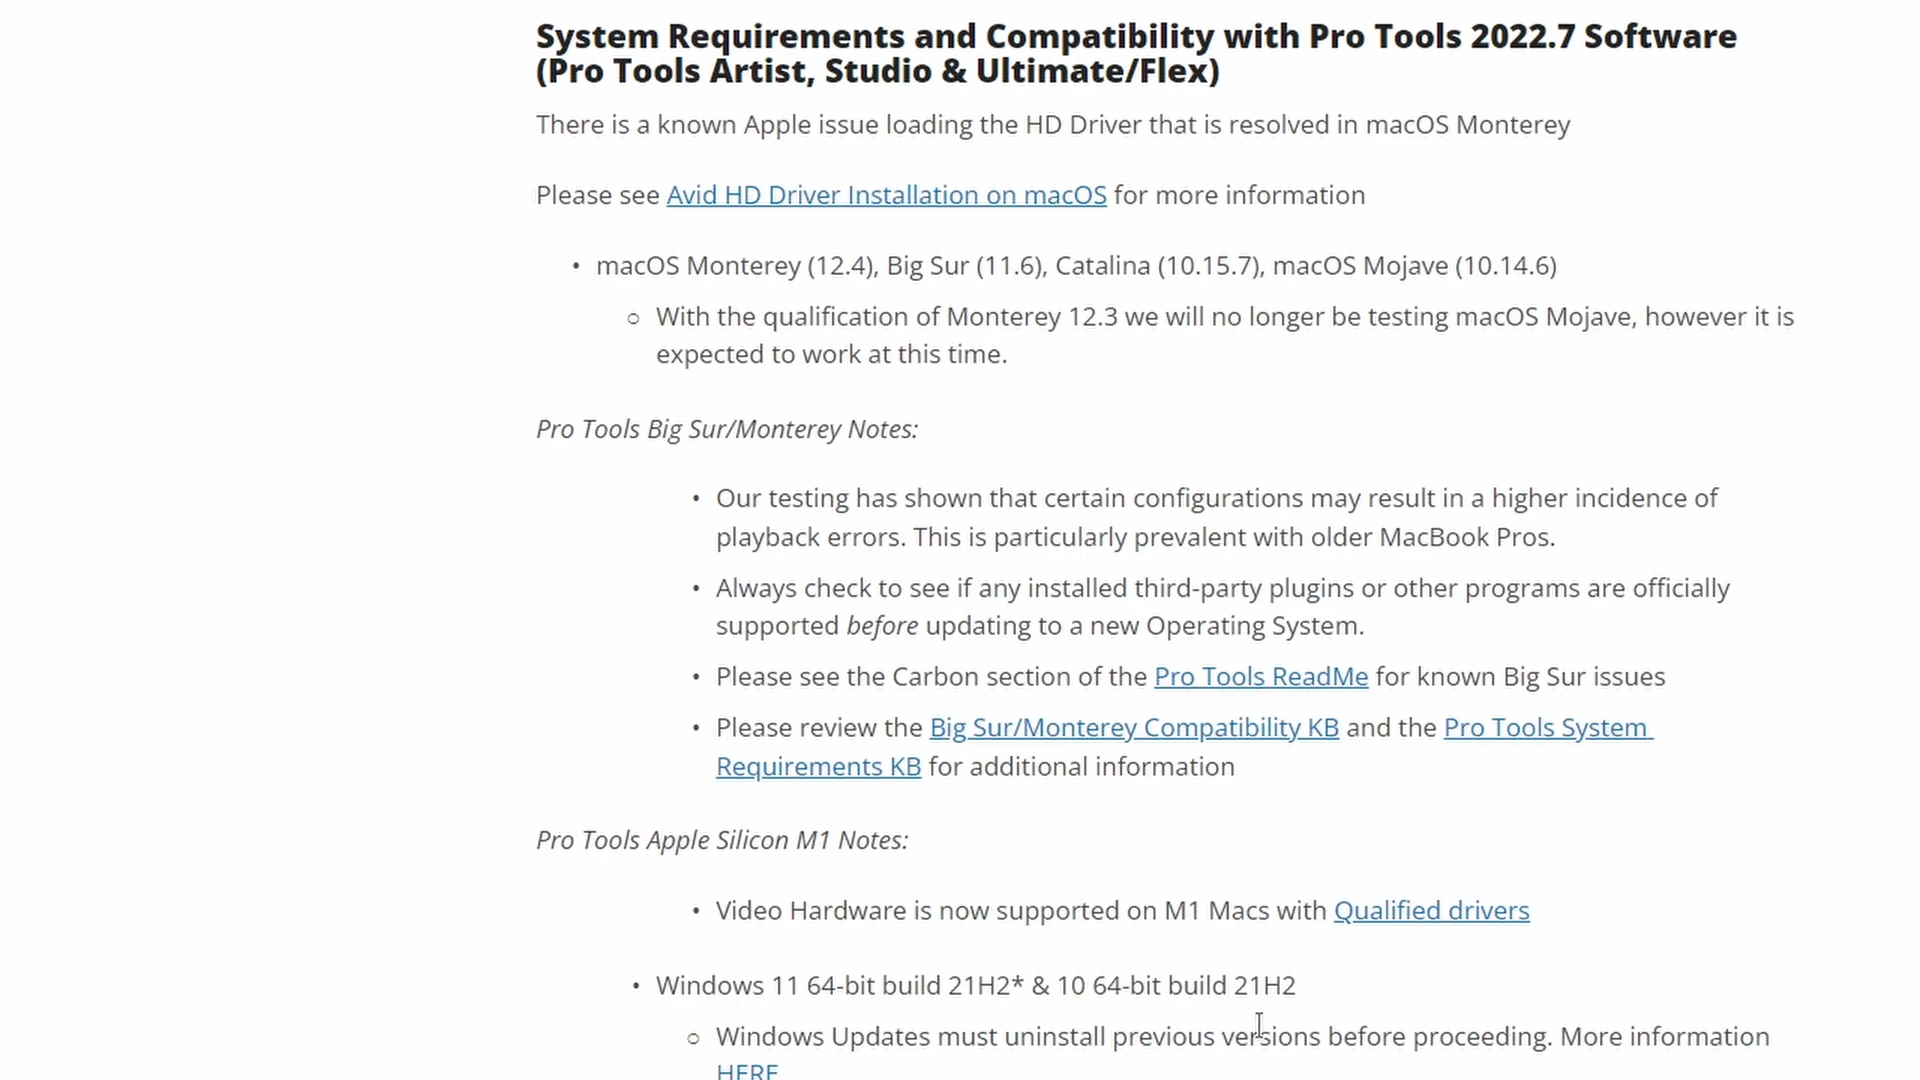 System Requirements and Compatibility with Pro Tools 2022.7 Software
(Pro Tools Artist, Studio & Ultimate/Flex)
There is a known Apple issue loading the HD Driver that is resolved in macOS Monterey
Please see Avid HD Driver Installation on macOS for more information
• macOS Monterey (12.4), Big Sur (11.6), Catalina (10.15.7), macOS Mojave (10.14.6)
○ With the qualification of Monterey 12.3 we will no longer be testing macOS Mojave, however it is
expected to work at this time.
Pro Tools Big Sur/Monterey Notes:
• Our testing has shown that certain configurations may result in a higher incidence of
playback errors. This is particularly prevalent with older MacBook Pros.
• Always check to see if any installed third-party plugins or other programs are officially
supported before updating to a new Operating System.
• Please see the Carbon section of the Pro Tools ReadMe for known Big Sur issues
• Please review the Big Sur/Monterey Compatibility KB and the Pro Tools System
Requirements KB for additional information
Pro Tools Apple Silicon M1 Notes:
• Video Hardware is now supported on M1 Macs with Qualified drivers
• Windows 11 64-bit build 21H2* & 10 64-bit build 21H2
○ Windows Updates must uninstall previous versions before proceeding. More information
HERE